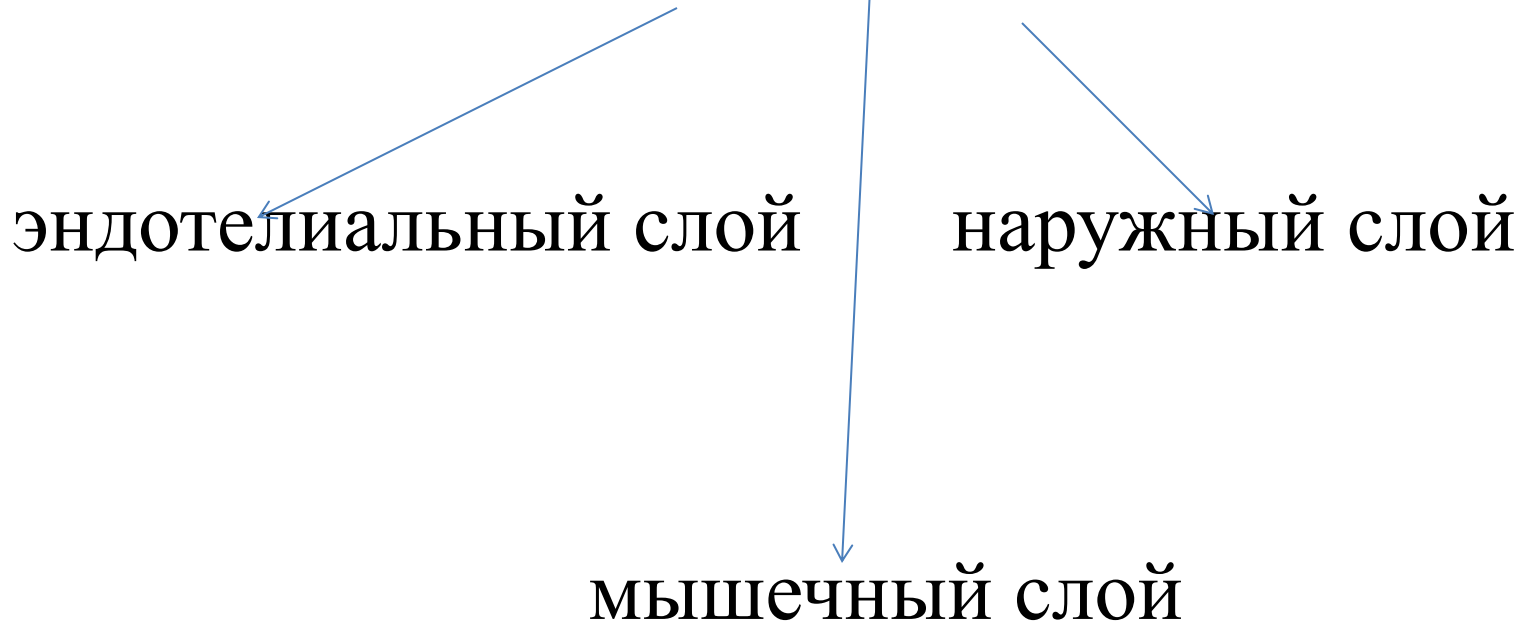 эндотелиальный слой наружный слой
мышечный слой